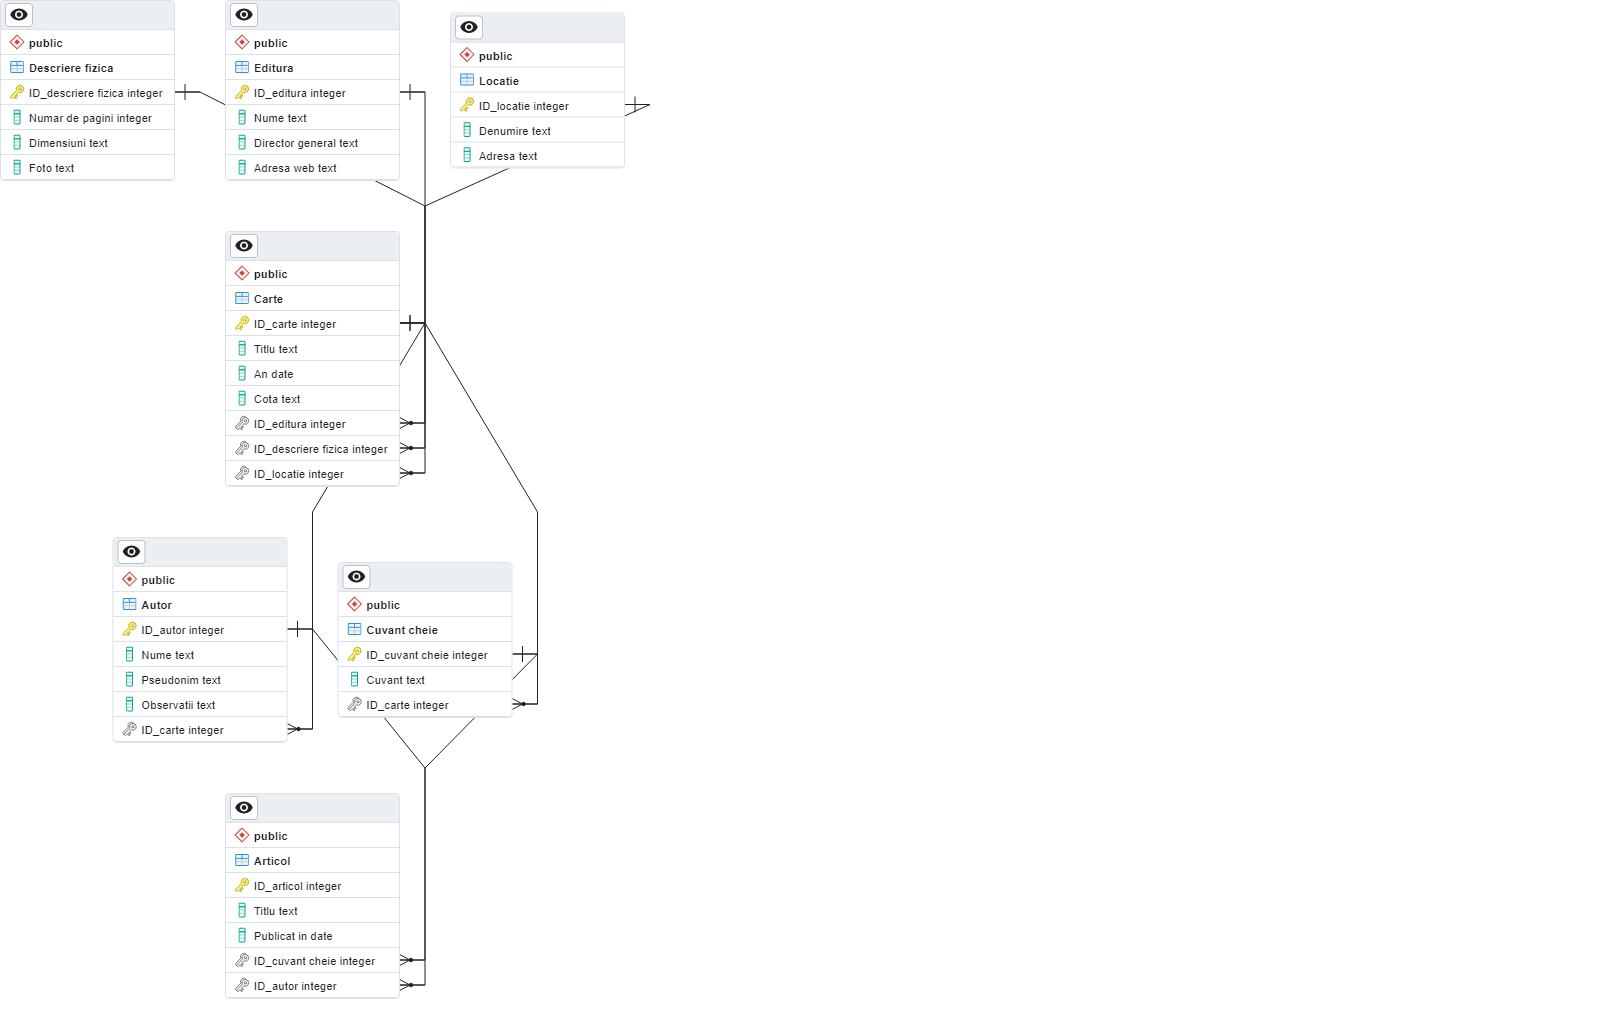 public
Descriere fizica
ID_descriere fizica integer
Numar de pagini integer
Dimensiuni text
Foto text
public
Editura
ID_editura integer
Nume text
Director general text
Adresa web text
public
Locatie
ID_locatie integer
Denumire text
Adresa text
public
Carte
ID_carte integer
Titlu text
An date
Cota text
ID_editura integer
ID_descriere fizica integer
ID_locatie integer
public
Autor
ID_autor integer
Nume text
Pseudonim text
Observatii text
ID_carte integer
public
Cuvant cheie
ID_cuvant cheie integer
Cuvant text
ID_carte integer
public
Articol
ID_articol integer
Titlu text
Publicat in date
ID_cuvant cheie integer
ID_autor integer